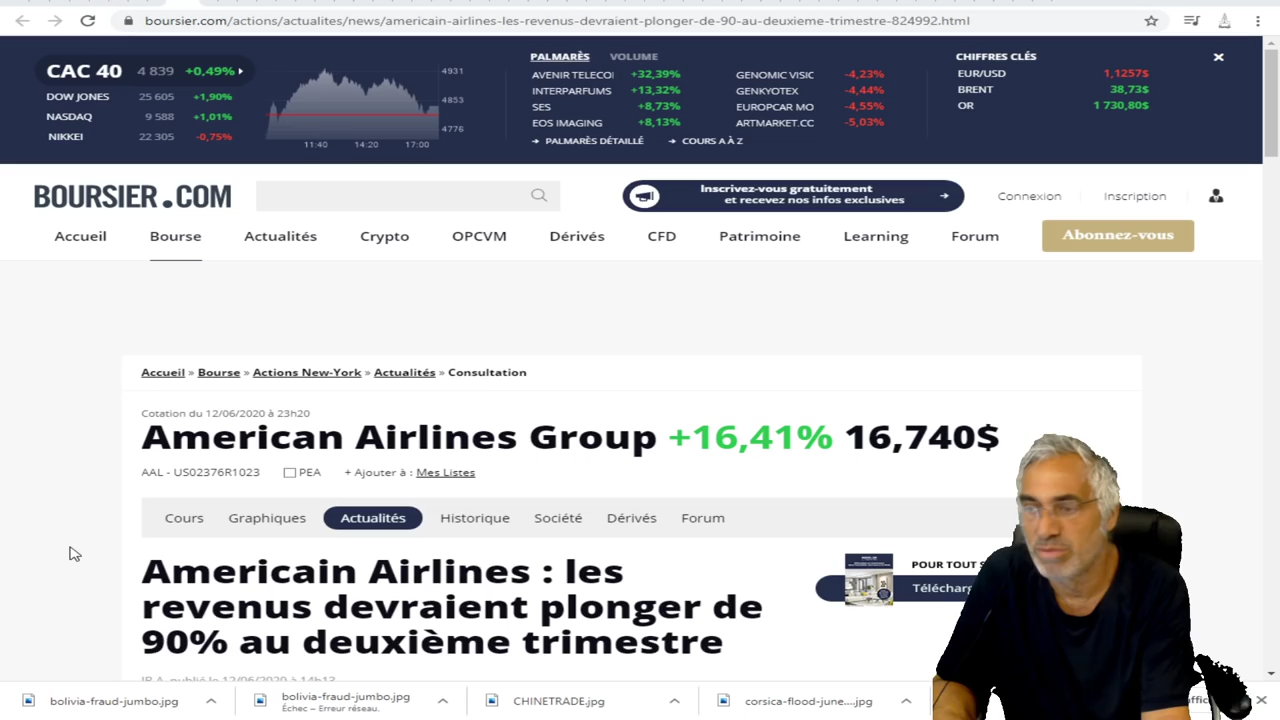 boursier.com/actions/actualites/news/americain-airlines-les-revenus-devraient-plonger-de-90-au-deuxieme-trimestre-824992.html
CAC 40 4 839 +0,49%
DOW JONES 25 605 +1,90%
NASDAQ 9 588 +1,01%
NIKKEI 22 305 -0,75%
4931
4853
4776
11:40 14:20 17:00
PALMARÈS VOLUME
AVENIR TELECOI +32,39% GENOMIC VISIC -4,23%
INTERPARFUMS +13,32% GENKYOTEX -4,44%
SES +8,73% EUROPCAR MO -4,55%
EOS IMAGING +8,13% ARTMARKET.CC -5,03%
→ PALMARÈS DÉTAILLÉ → COURS A À Z
CHIFFRES CLÉS
EUR/USD 1,1257$
BRENT 38,73$
OR 1 730,80$
BOURSIER.COM
Inscrivez-vous gratuitement
et recevez nos infos exclusives
Connexion Inscription
Accueil Bourse Actualités Crypto OPCVM Dérivés CFD Patrimoine Learning Forum Abonnez-vous
Accueil » Bourse » Actions New-York » Actualités » Consultation
Cotation du 12/06/2020 à 23h20
American Airlines Group +16,41% 16,740$
AAL - US02376R1023 PEA + Ajouter à : Mes Listes
Cours Graphiques Actualités Historique Société Dérivés Forum
Americain Airlines : les
revenus devraient plonger de
90% au deuxième trimestre
POUR TOUT
Télécharg
bolivia-fraud-jumbo.jpg
bolivia-fraud-jumbo.jpg
Échec – Erreur réseau.
CHINETRADE.jpg
corsica-flood-june....jpg